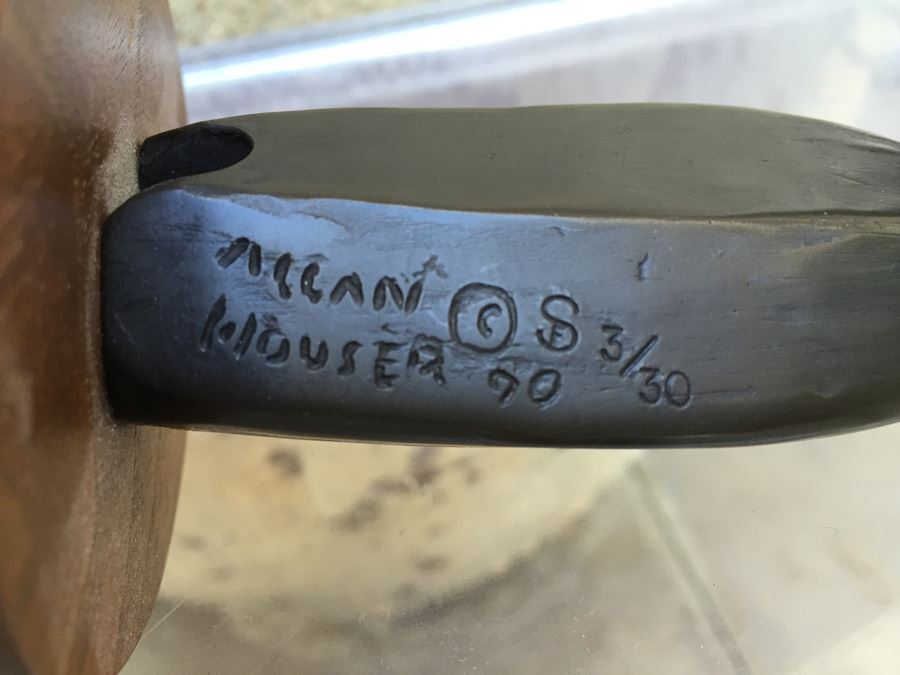 ALLAN © S 3/30
HOUSER 90